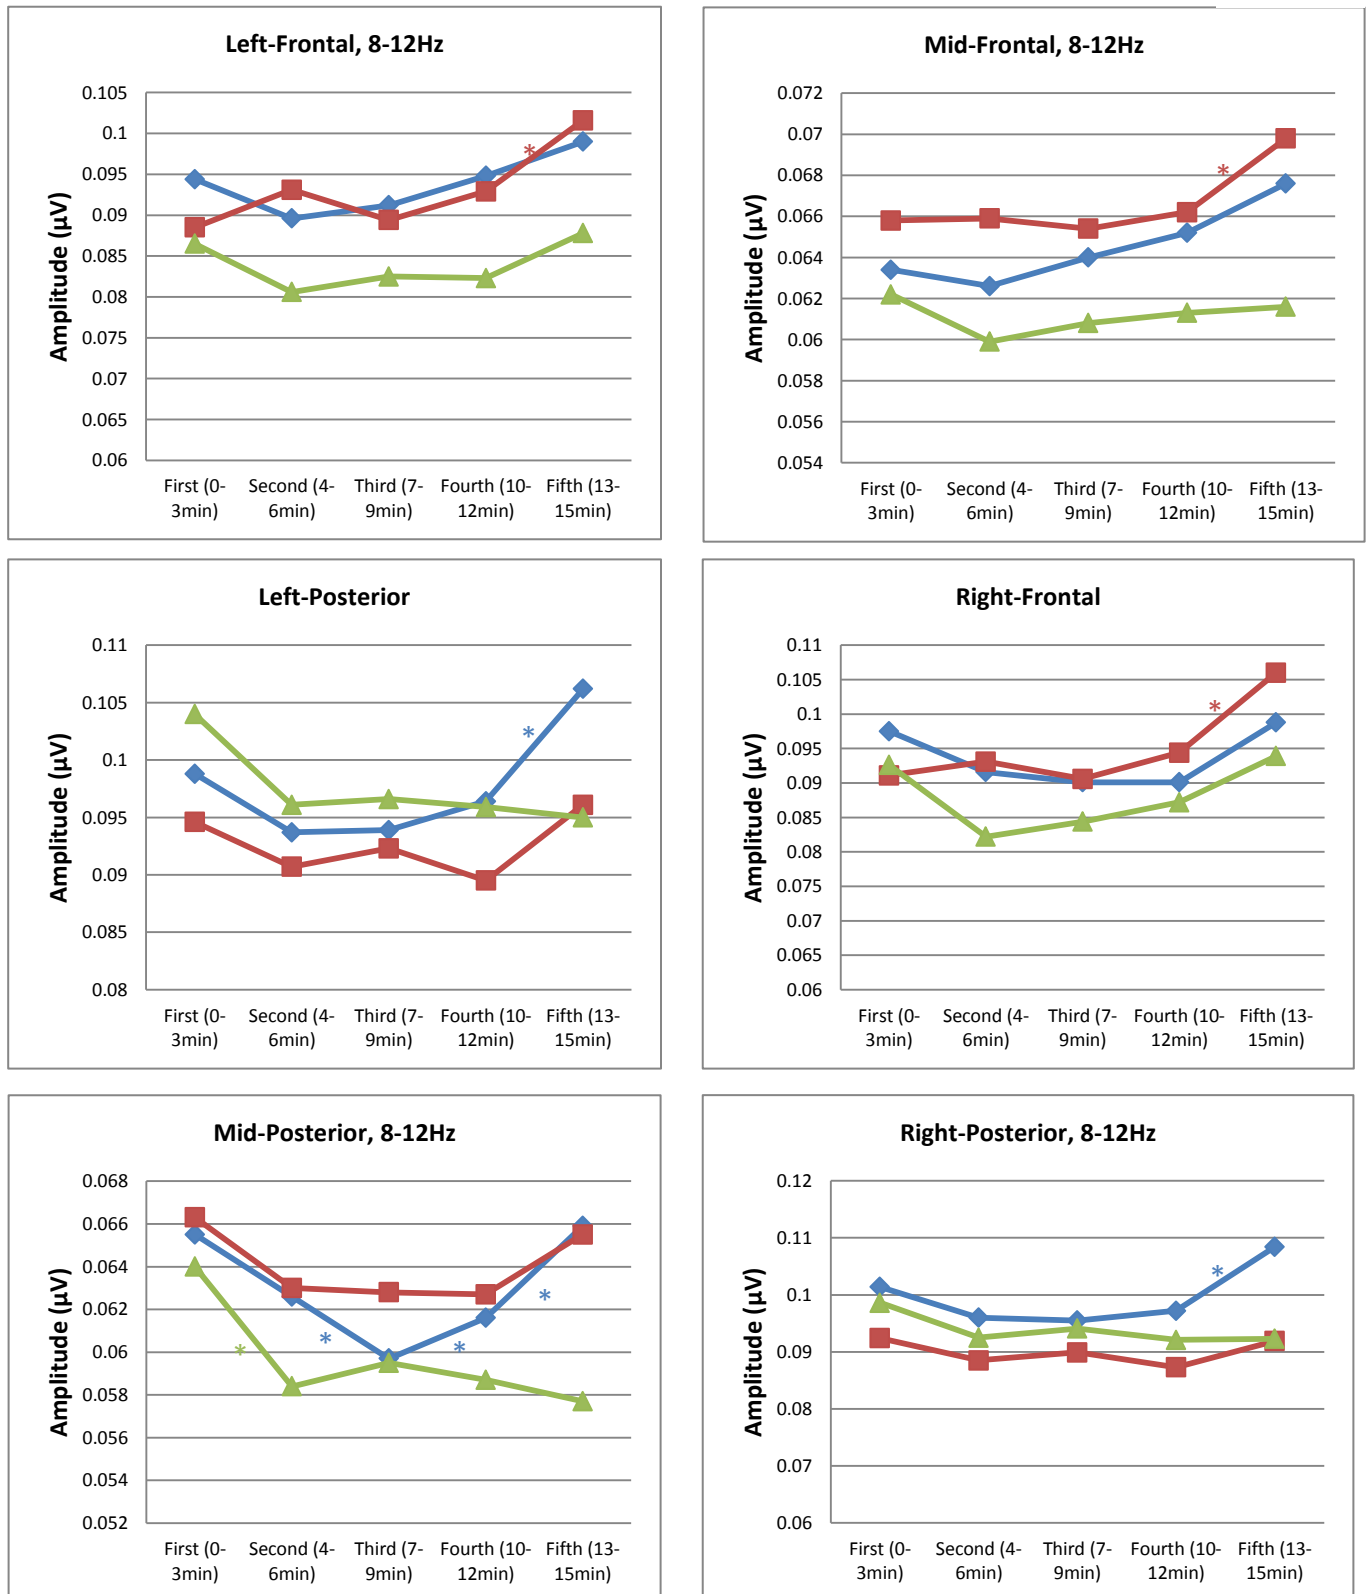 Left-Frontal, 8-12Hz
Amplitude (µV)
0.105
0.1
0.095
0.09
0.085
0.08
0.075
0.07
0.065
0.06
*
First (0-
3min)
Second (4-
6min)
Third (7-
9min)
Fourth (10-
12min)
Fifth (13-
15min)
Mid-Frontal, 8-12Hz
Amplitude (µV)
0.072
0.07
0.068
0.066
0.064
0.062
0.06
0.058
0.056
0.054
*
First (0-
3min)
Second (4-
6min)
Third (7-
9min)
Fourth (10-
12min)
Fifth (13-
15min)
Left-Posterior
Amplitude (µV)
0.11
0.105
0.1
0.095
0.09
0.085
0.08
*
First (0-
3min)
Second (4-
6min)
Third (7-
9min)
Fourth (10-
12min)
Fifth (13-
15min)
Right-Frontal
Amplitude (µV)
0.11
0.105
0.1
0.095
0.09
0.085
0.08
0.075
0.07
0.065
0.06
*
First (0-
3min)
Second (4-
6min)
Third (7-
9min)
Fourth (10-
12min)
Fifth (13-
15min)
Mid-Posterior, 8-12Hz
Amplitude (µV)
0.068
0.066
0.064
0.062
0.06
0.058
0.056
0.054
0.052
*
*
*
*
First (0-
3min)
Second (4-
6min)
Third (7-
9min)
Fourth (10-
12min)
Fifth (13-
15min)
Right-Posterior, 8-12Hz
Amplitude (µV)
0.12
0.11
0.1
0.09
0.08
0.07
0.06
*
First (0-
3min)
Second (4-
6min)
Third (7-
9min)
Fourth (10-
12min)
Fifth (13-
15min)